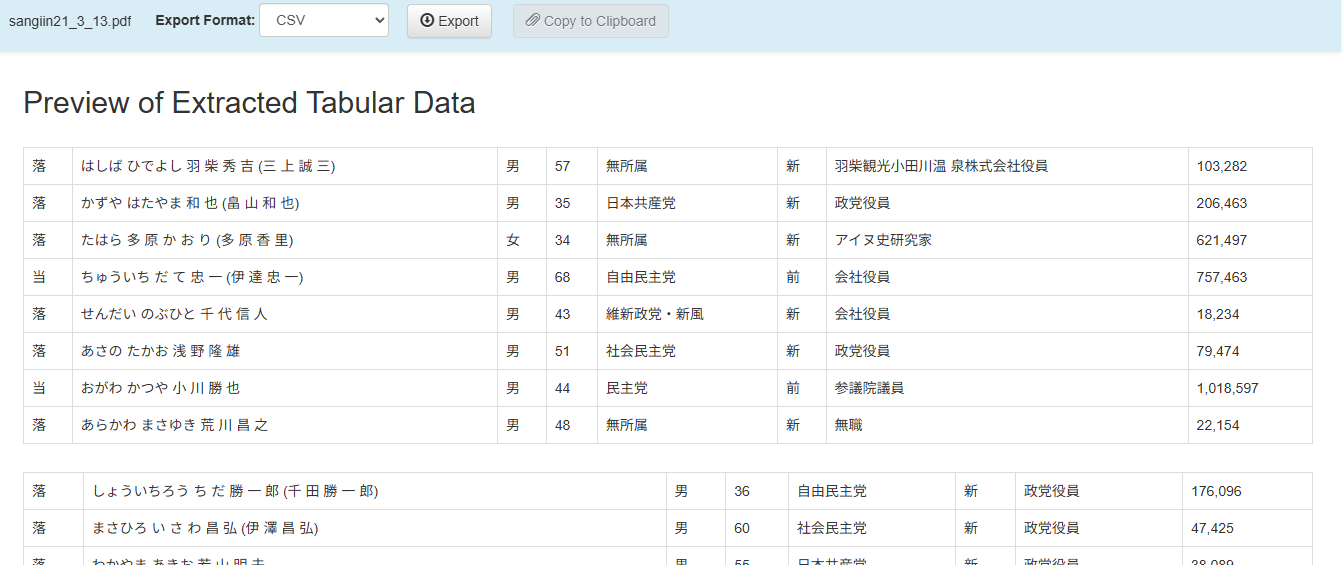 sangiin21_3_13.pdf Export Format: CSV Export Copy to Clipboard
Preview of Extracted Tabular Data
落 はしば ひでよし 羽 柴 秀 吉 (三 上 誠 三) 男 57 無所属 新 羽柴観光小田川温 泉株式会社役員 103,282
落 かずや はたやま 和 也 (畠 山 和 也) 男 35 日本共産党 新 政党役員 206,463
落 たはら 多 原 か お り (多 原 香 里) 女 34 無所属 新 アイヌ史研究家 621,497
当 ちゅういち だ て 忠 一 (伊 達 忠 一) 男 68 自由民主党 前 会社役員 757,463
落 せんだい のぶひと 千 代 信 人 男 43 維新政党・新風 新 会社役員 18,234
落 あさの たかお 浅 野 隆 雄 男 51 社会民主党 新 政党役員 79,474
当 おがわ かつや 小 川 勝 也 男 44 民主党 前 参議院議員 1,018,597
落 あらかわ まさゆき 荒 川 昌 之 男 48 無所属 新 無職 22,154
落 しょういちろう ち だ 勝 一 郎 (千 田 勝 一 郎) 男 36 自由民主党 新 政党役員 176,096
落 まさひろ い さ わ 昌 弘 (伊 澤 昌 弘) 男 60 社会民主党 新 政党役員 47,425
落 わかやま あきお 若 山 明 夫 男 55 日本共産党 新 政党役員 38,089